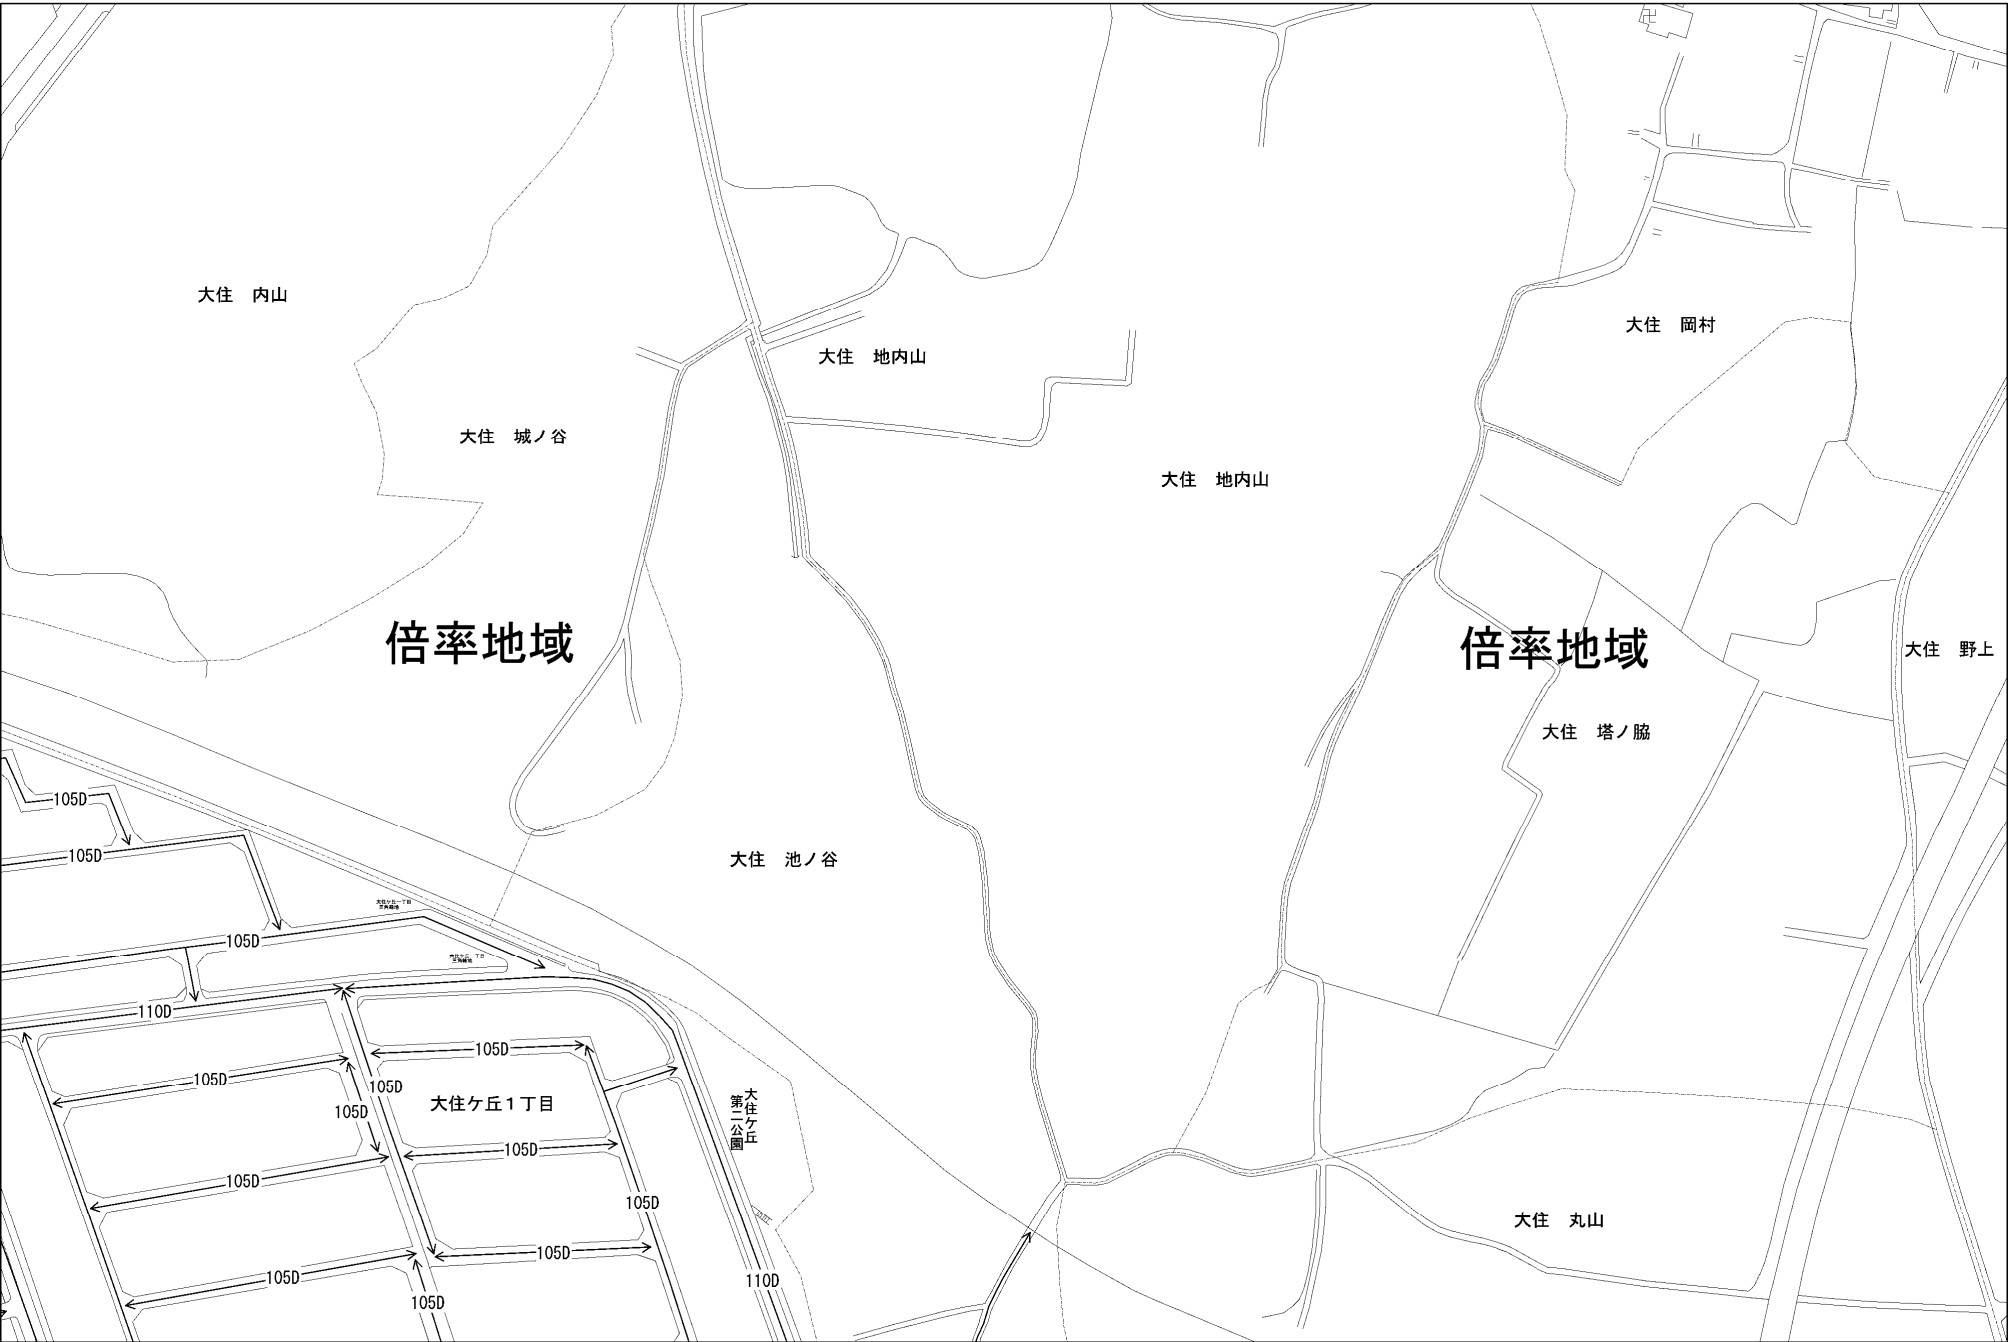 大住　内山
大住　岡村
大住　地内山
大住　城ノ谷
大住　地内山
倍率地域
倍率地域
大住　野上
大住　塔ノ脇
105D
105D
大住　池ノ谷
105D
110D
105D
105D
105D
105D
大住ケ丘１丁目
大住ケ丘
第二公園
105D
105D
105D
大住　丸山
105D
105D
110D
105D